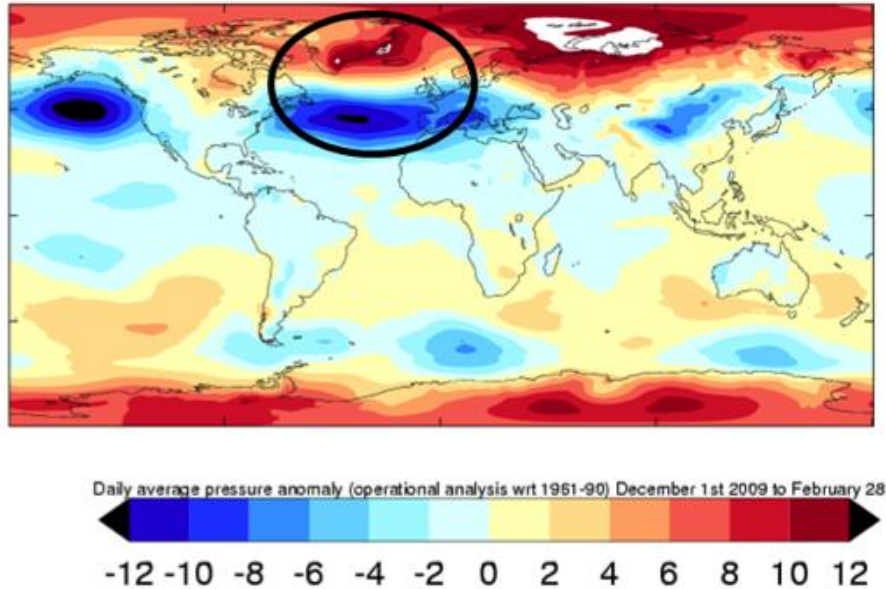 Daily average pressure anomaly (operational analysis wrt 1961-90) December 1st 2009 to February 28
-12 -10 -8 -6 -4 -2 0 2 4 6 8 10 12